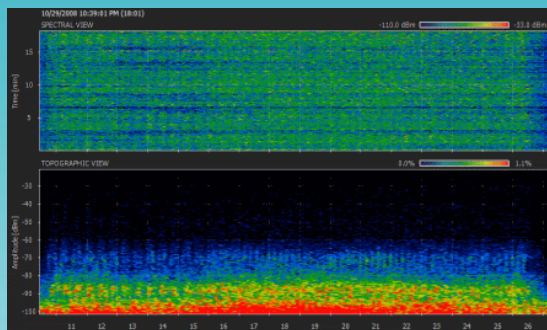 10/29/2008 10:39:01 PM (18:01)
SPECTRAL VIEW
-110.0 dBm
-33.0 dBm
Time [min]
15
10
5
TOPOGRAPHIC VIEW
0.0%
1.1%
Amplitude [dBm]
-30
-40
-50
-60
-70
-80
-90
-100
11 12 13 14 15 16 17 18 19 20 21 22 23 24 25 26